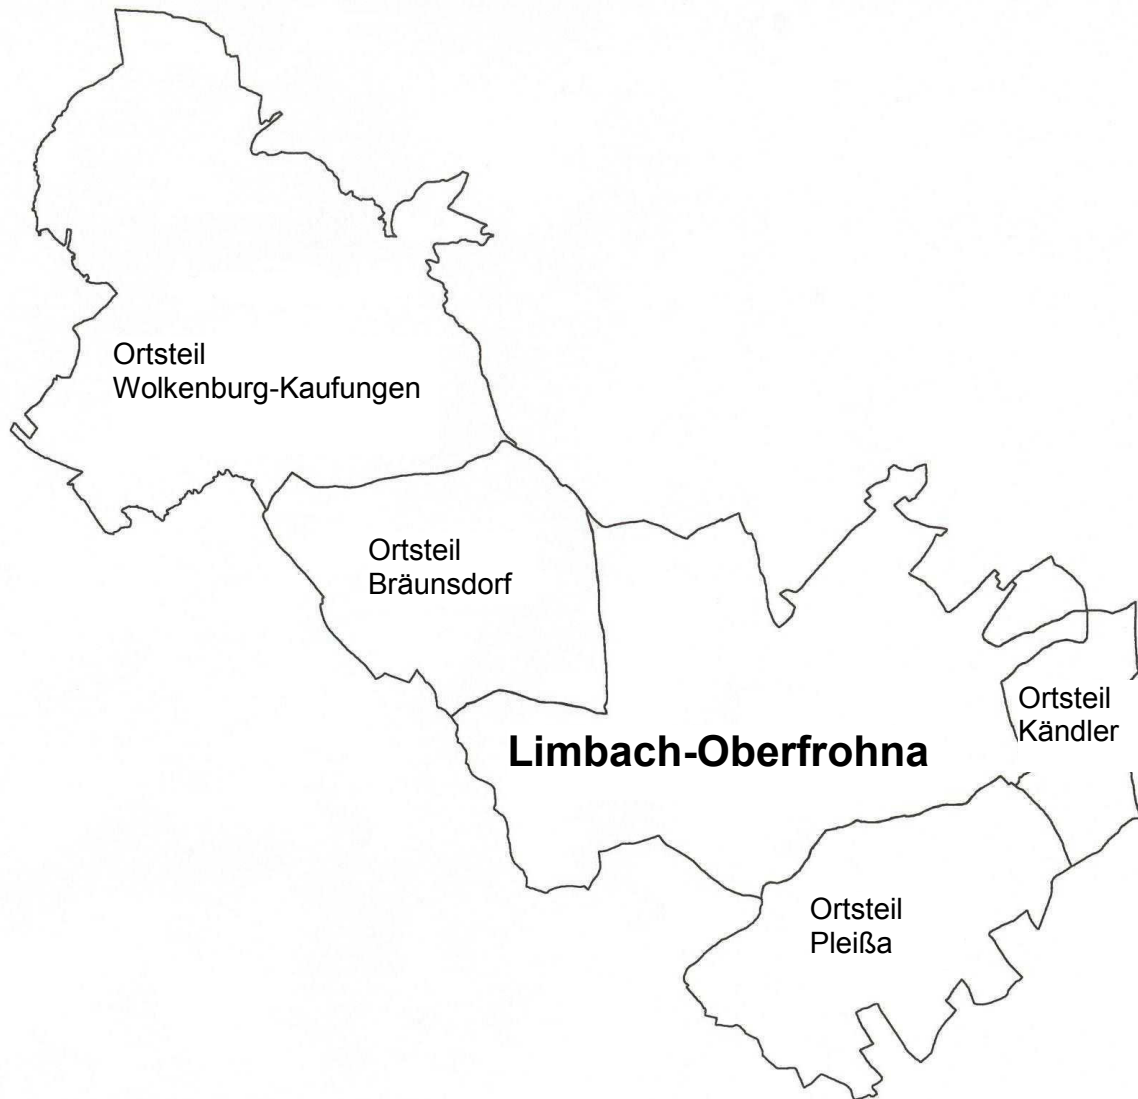 Ortsteil
Wolkenburg-Kaufungen
Ortsteil
Bräunsdorf
Ortsteil
Kändler
Limbach-Oberfrohna
Ortsteil
Pleißa